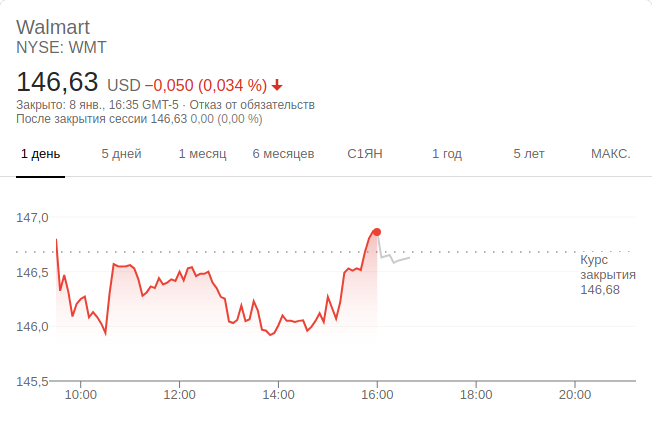 Walmart
NYSE: WMT
146,63 USD −0,050 (0,034 %)
Закрыто: 8 янв., 16:35 GMT-5 · Отказ от обязательств
После закрытия сессии 146,63 0,00 (0,00 %)
1 день 5 дней 1 месяц 6 месяцев С1ЯН 1 год 5 лет МАКС.
147,0
146,5
146,0
145,5
Курс
закрытия
146,68
10:00 12:00 14:00 16:00 18:00 20:00